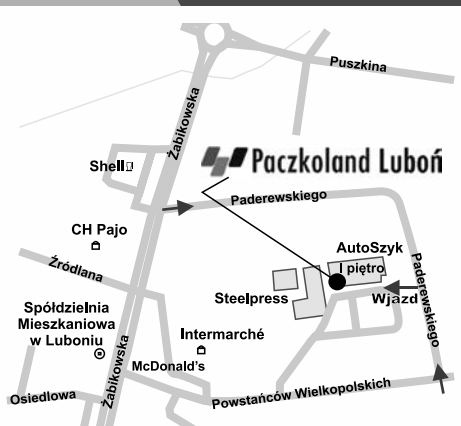 Puszkina
Żabikowska
Paczkoland Luboń
Shell
Paderewskiego
CH Pajo
AutoSzyk
I piętro
Źródlana
Steelpress
Wjazd
Paderewskiego
Spółdzielnia
Mieszkaniowa
w Luboniu
Intermarché
McDonald's
Żabikowska
Osiedlowa
Powstańców Wielkopolskich